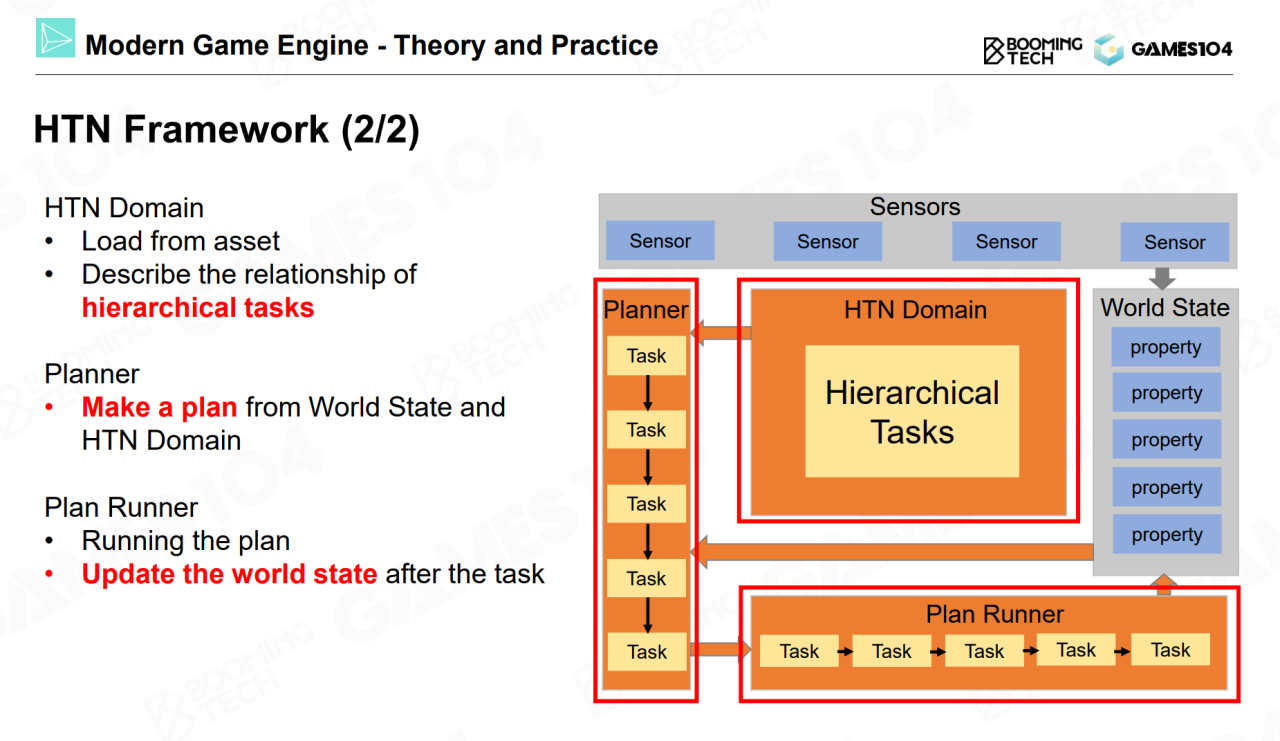 Modern Game Engine - Theory and Practice
BOOMING
TECH
GAMES104
HTN Framework (2/2)
HTN Domain
• Load from asset
• Describe the relationship of
hierarchical tasks
Planner
• Make a plan from World State and
HTN Domain
Plan Runner
• Running the plan
• Update the world state after the task
Sensors
Sensor
Sensor
Sensor
Sensor
Planner
Task
Task
Task
Task
Task
HTN Domain
Hierarchical
Tasks
World State
property
property
property
property
property
Plan Runner
Task
Task
Task
Task
Task